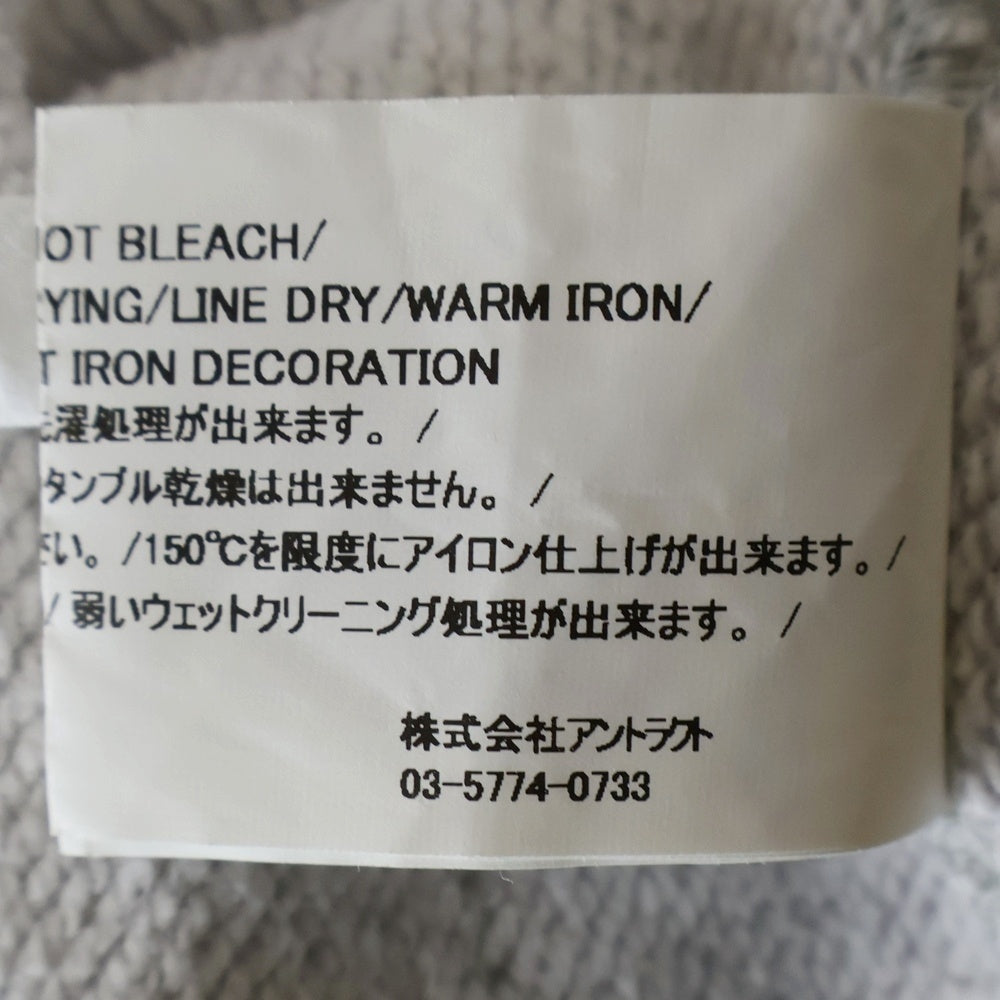 OT BLEACH/
YING/LINE DRY/WARM IRON/
T IRON DECORATION
濯処理が出来ます。 /
タンブル乾燥は出来ません。 /
さい。/150℃を限度にアイロン仕上げが出来ます。/
/ 弱いウェットクリーニング処理が出来ます。 /
株式会社アントラクト
03-5774-0733